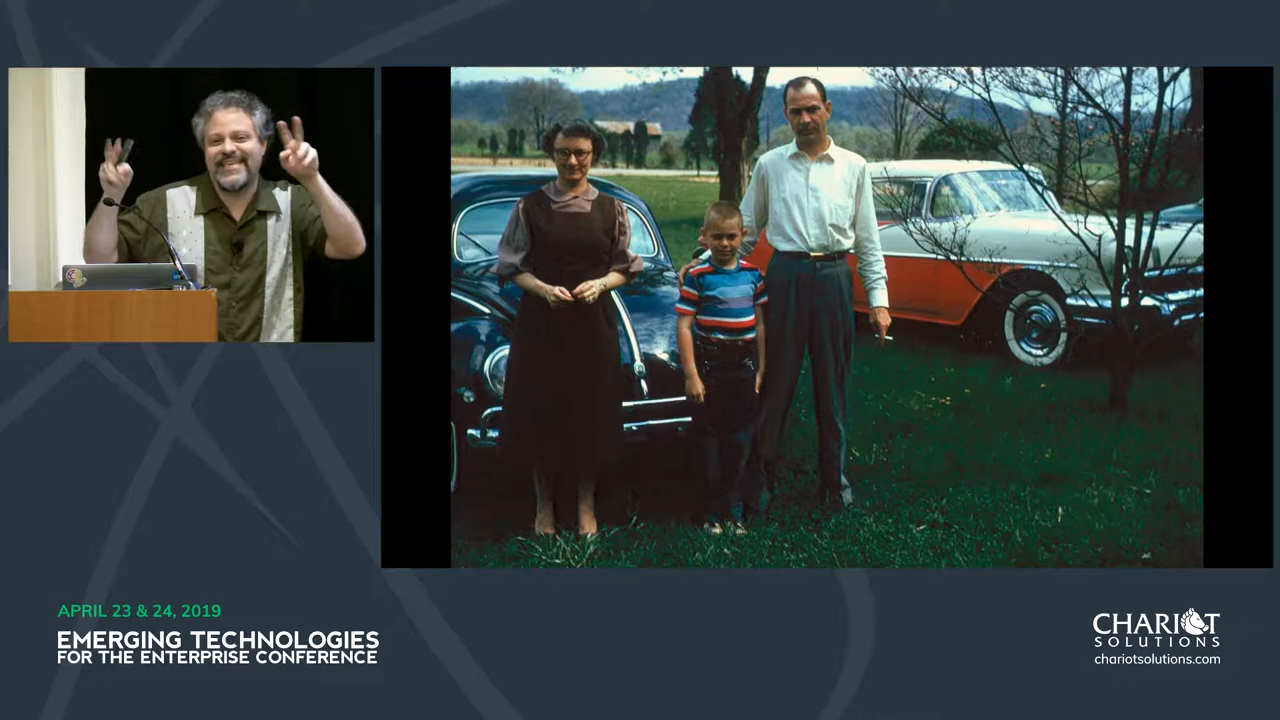 APRIL 23 & 24, 2019
EMERGING TECHNOLOGIES
FOR THE ENTERPRISE CONFERENCE
CHARIOT
SOLUTIONS
chariotsolutions.com